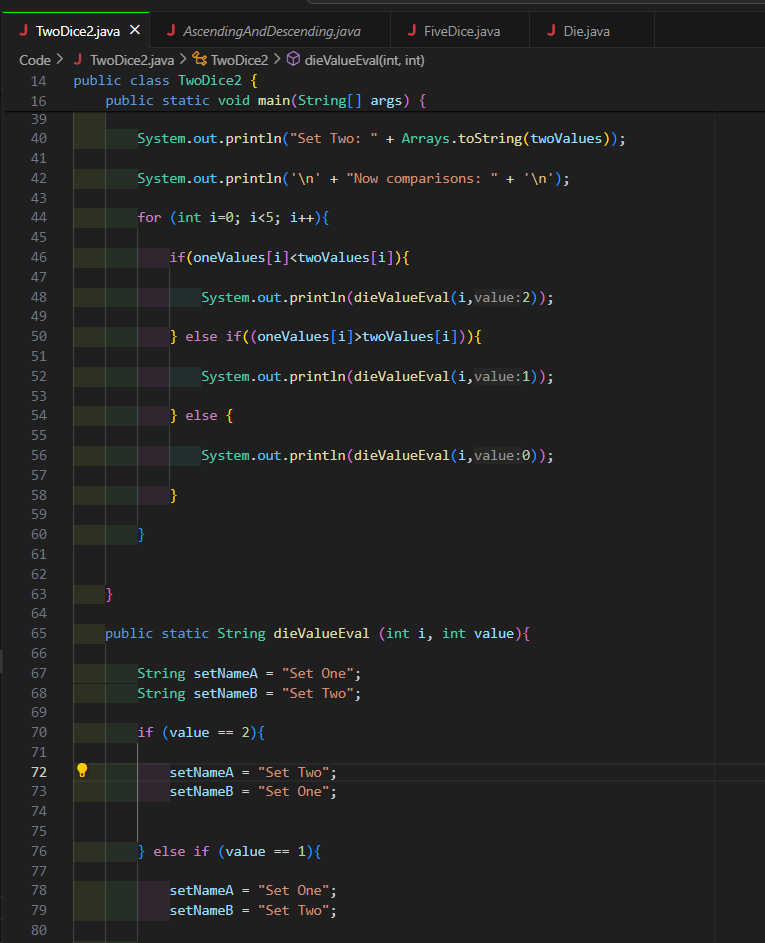 J TwoDice2.java × J AscendingAndDescending.java J FiveDice.java J Die.java
Code > J TwoDice2.java > TwoDice2 > dieValueEval(int, int)
14 public class TwoDice2 {
16 public static void main(String[] args) {
39
40 System.out.println("Set Two: " + Arrays.toString(twoValues));
41
42 System.out.println('\n' + "Now comparisons: " + '\n');
43
44 for (int i=0; i<5; i++){
45
46 if(oneValues[i]<twoValues[i]){
47
48 System.out.println(dieValueEval(i,value:2));
49
50 } else if((oneValues[i]>twoValues[i])){
51
52 System.out.println(dieValueEval(i,value:1));
53
54 } else {
55
56 System.out.println(dieValueEval(i,value:0));
57
58 }
59
60 }
61
62
63 }
64
65 public static String dieValueEval (int i, int value){
66
67 String setNameA = "Set One";
68 String setNameB = "Set Two";
69
70 if (value == 2){
71
72 setNameA = "Set Two";
73 setNameB = "Set One";
74
75
76 } else if (value == 1){
77
78 setNameA = "Set One";
79 setNameB = "Set Two";
80